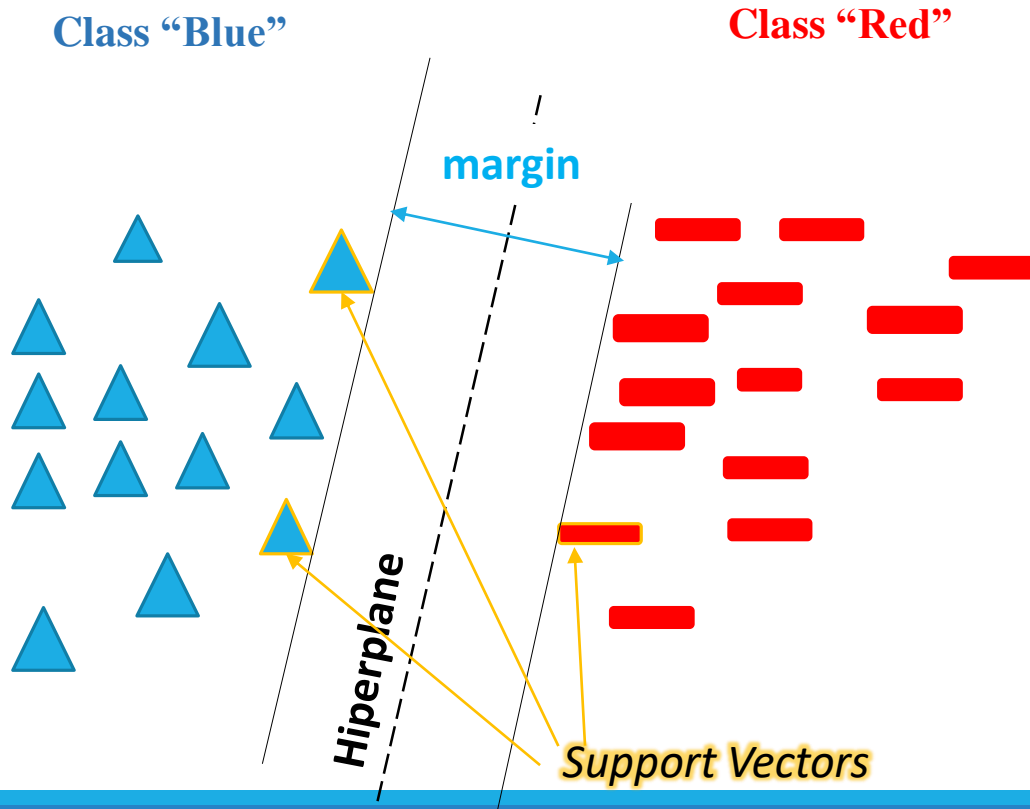 Class “Blue”
Class “Red”
margin
Hiperplane
Support Vectors